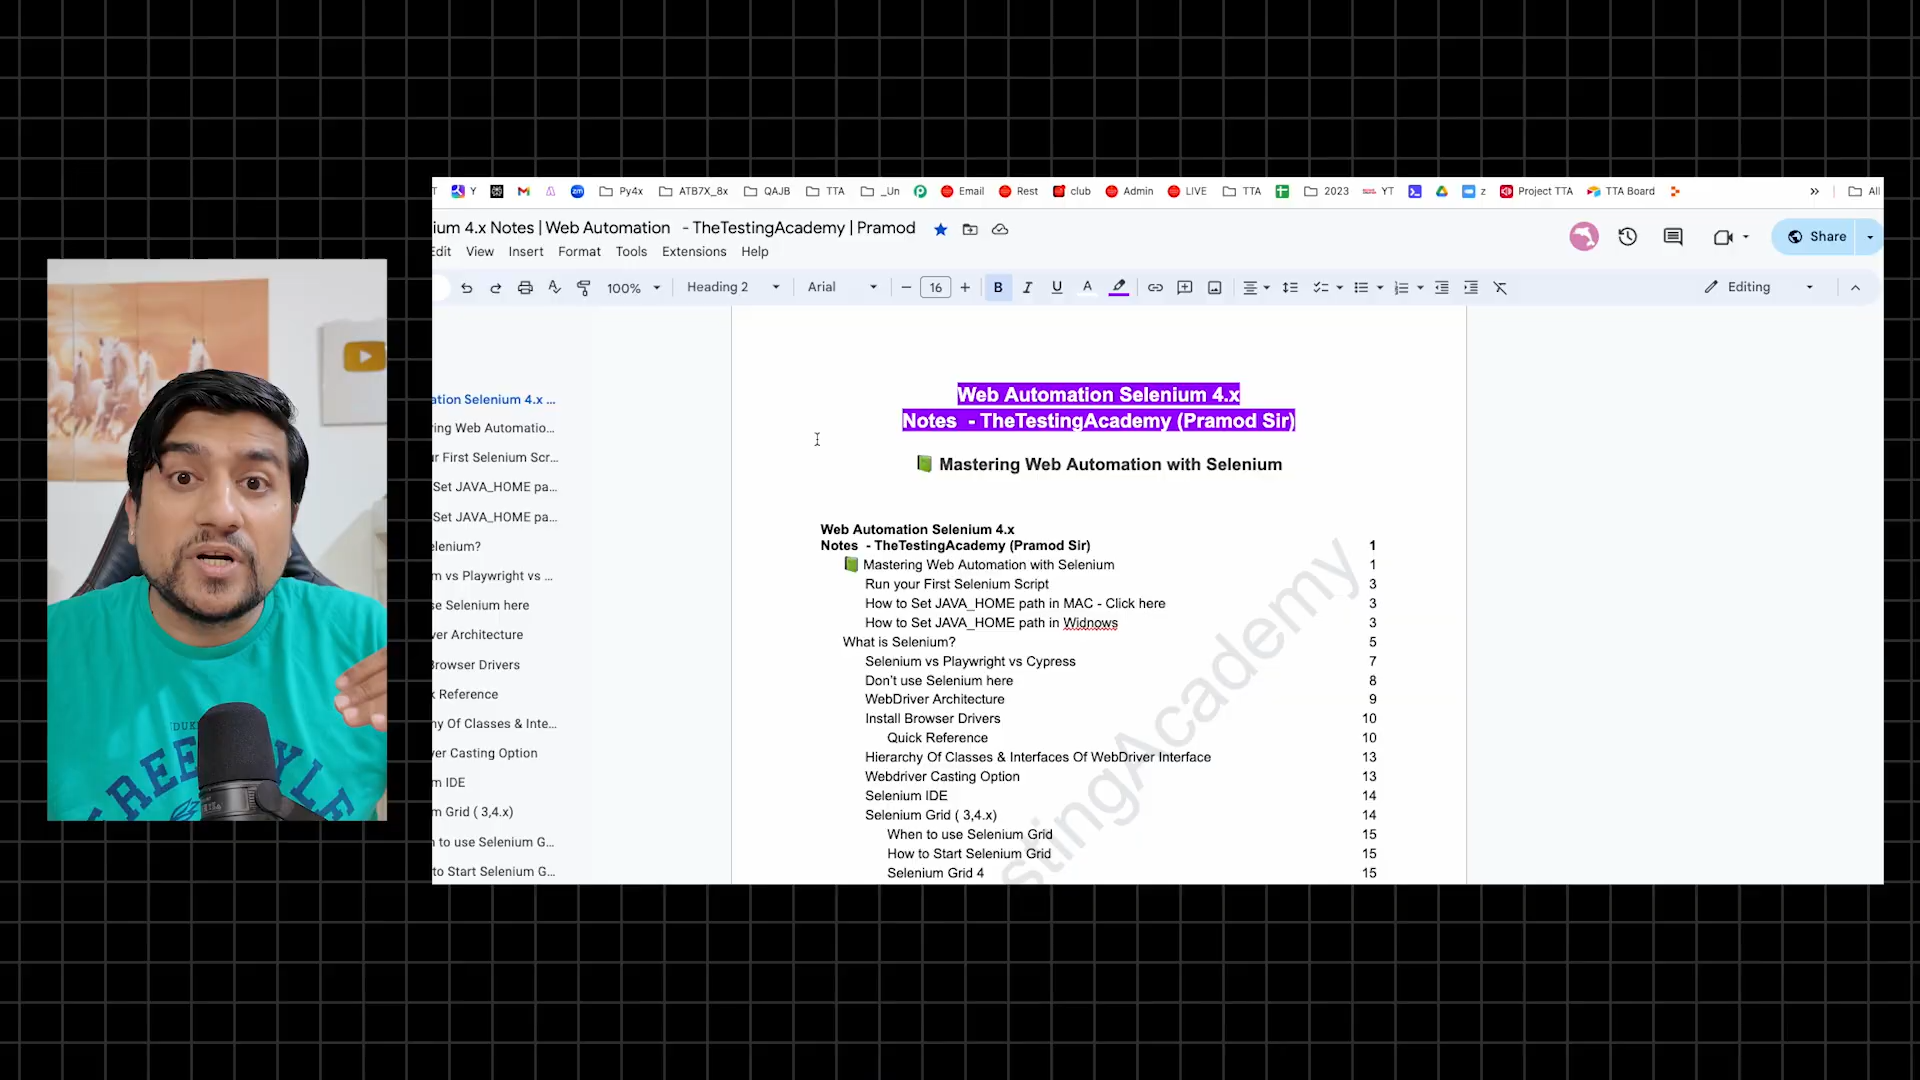 T Y Py4x ATB7X_8x QAJB TTA _Un Email Rest club Admin LIVE TTA 2023 YT z Project TTA TTA Board All
ium 4.x Notes | Web Automation - TheTestingAcademy | Pramod
Share
Edit View Insert Format Tools Extensions Help
100% Heading 2 Arial 16 B I U A Editing
ation Selenium 4.x ...
ring Web Automatio...
r First Selenium Scr...
Set JAVA_HOME pa...
Set JAVA_HOME pa...
elenium?
m vs Playwright vs ...
se Selenium here
er Architecture
Browser Drivers
k Reference
hy Of Classes & Inte...
ver Casting Option
m IDE
m Grid ( 3,4.x)
n to use Selenium G...
to Start Selenium G...
Web Automation Selenium 4.x
Notes - TheTestingAcademy (Pramod Sir)
📗 Mastering Web Automation with Selenium
Web Automation Selenium 4.x
Notes - TheTestingAcademy (Pramod Sir) 1
📗 Mastering Web Automation with Selenium 1
Run your First Selenium Script 3
How to Set JAVA_HOME path in MAC - Click here 3
How to Set JAVA_HOME path in Widnows 3
What is Selenium? 5
Selenium vs Playwright vs Cypress 7
Don't use Selenium here 8
WebDriver Architecture 9
Install Browser Drivers 10
Quick Reference 10
Hierarchy Of Classes & Interfaces Of WebDriver Interface 13
Webdriver Casting Option 13
Selenium IDE 14
Selenium Grid ( 3,4.x) 14
When to use Selenium Grid 15
How to Start Selenium Grid 15
Selenium Grid 4 15
stingAcademy